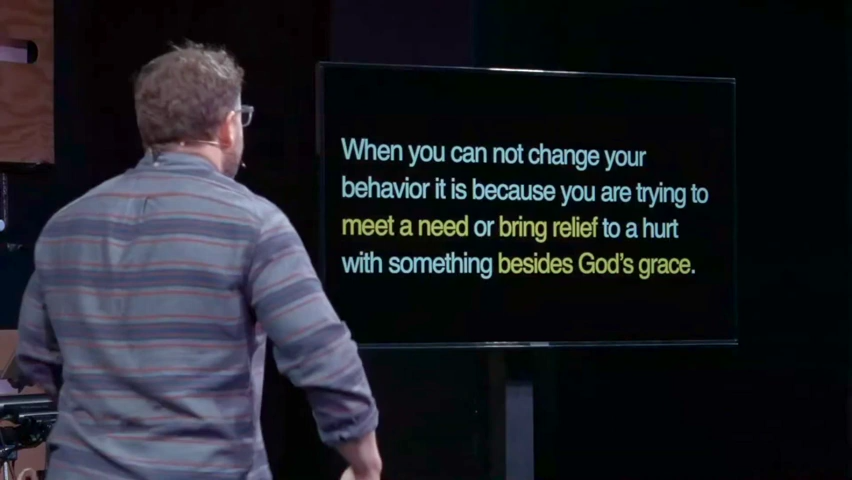 When you can not change your
behavior it is because you are trying to
meet a need or bring relief to a hurt
with something besides God's grace.